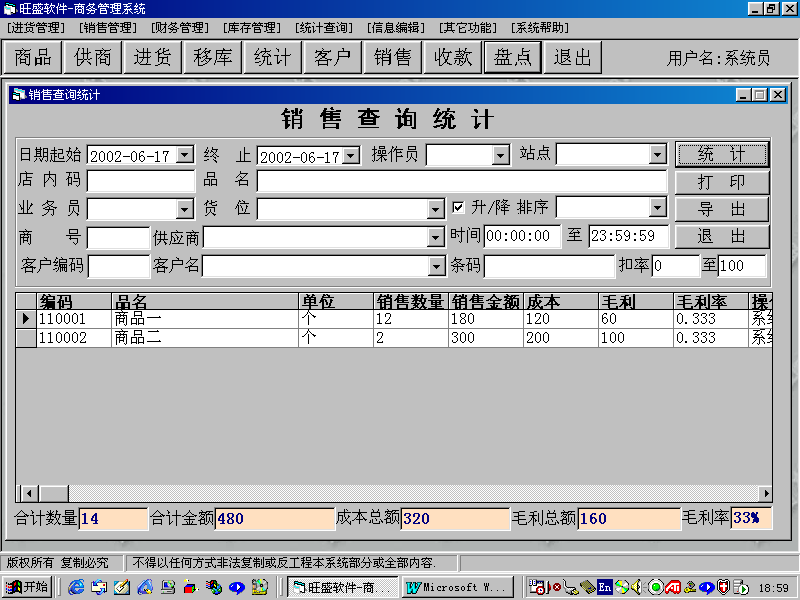 旺盛软件-商务管理系统
[进货管理] [销售管理] [财务管理] [库存管理] [统计查询] [信息编辑] [其它功能] [系统帮助]
商品 供商 进货 移库 统计 客户 销售 收款 盘点 退出 用户名:系统员
销售查询统计
销售查询统计
日期起始 2002-06-17 终 止 2002-06-17 操作员 站点 统 计
店内码 品 名 打 印
业务员 货 位 升/降 排序 导 出
商 号 供应商 时间 00:00:00 至 23:59:59 退 出
客户编码 客户名 条码 扣率 0 至 100
编码 品名 单位 销售数量 销售金额 成本 毛利 毛利率
110001 商品一 个 12 180 120 60 0.333
110002 商品二 个 2 300 200 100 0.333
合计数量 14 合计金额 480 成本总额 320 毛利总额 160 毛利率 33%
版权所有 复制必究 不得以任何方式非法复制或反工程本系统部分或全部内容.
开始 旺盛软件-商... Microsoft W... En 18:59